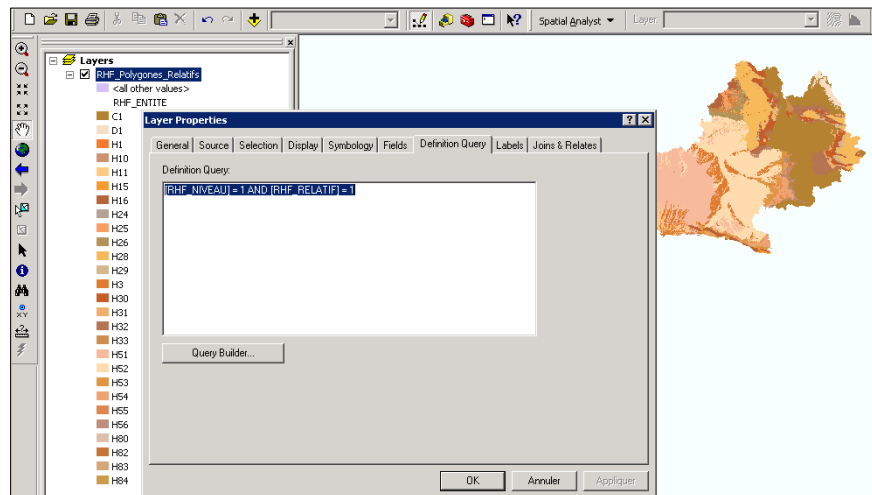 Spatial Analyst
Layer:
Layers
RHF_Polygones_Relatifs
<all other values>
RHF_ENTITE
C1
D1
H1
H10
H11
H15
H16
H24
H25
H26
H28
H29
H3
H30
H31
H32
H33
H51
H52
H53
H54
H55
H56
H80
H82
H83
H84
Layer Properties
General Source Selection Display Symbology Fields Definition Query Labels Joins & Relates
Definition Query:
[RHF_NIVEAU] = 1 AND [RHF_RELATIF] = 1
Query Builder...
OK Annuler Appliquer
XY